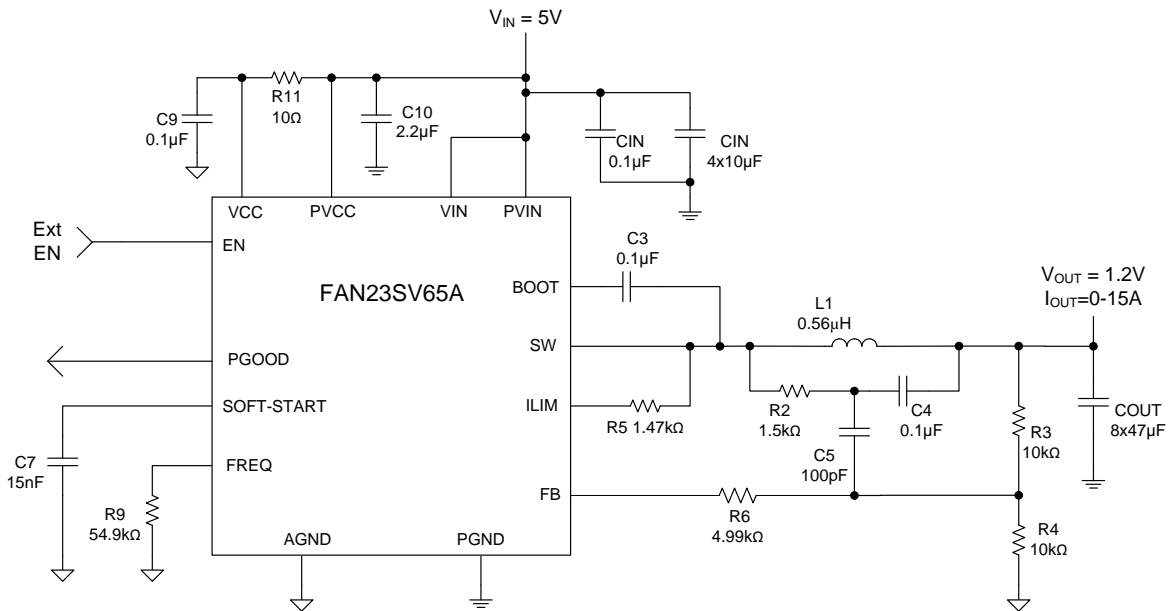 VIN = 5V
R11
10Ω
C9
0.1µF
C10
2.2µF
CIN
0.1µF
CIN
4x10µF
VCC
PVCC
VIN
PVIN
Ext
EN
EN
FAN23SV65A
C3
0.1µF
BOOT
VOUT = 1.2V
IOUT=0-15A
L1
0.56µH
SW
PGOOD
SOFT-START
ILIM
R5 1.47kΩ
R2
1.5kΩ
C4
0.1µF
C5
100pF
R3
10kΩ
COUT
8x47µF
C7
15nF
FREQ
R9
54.9kΩ
FB
R6
4.99kΩ
R4
10kΩ
AGND
PGND